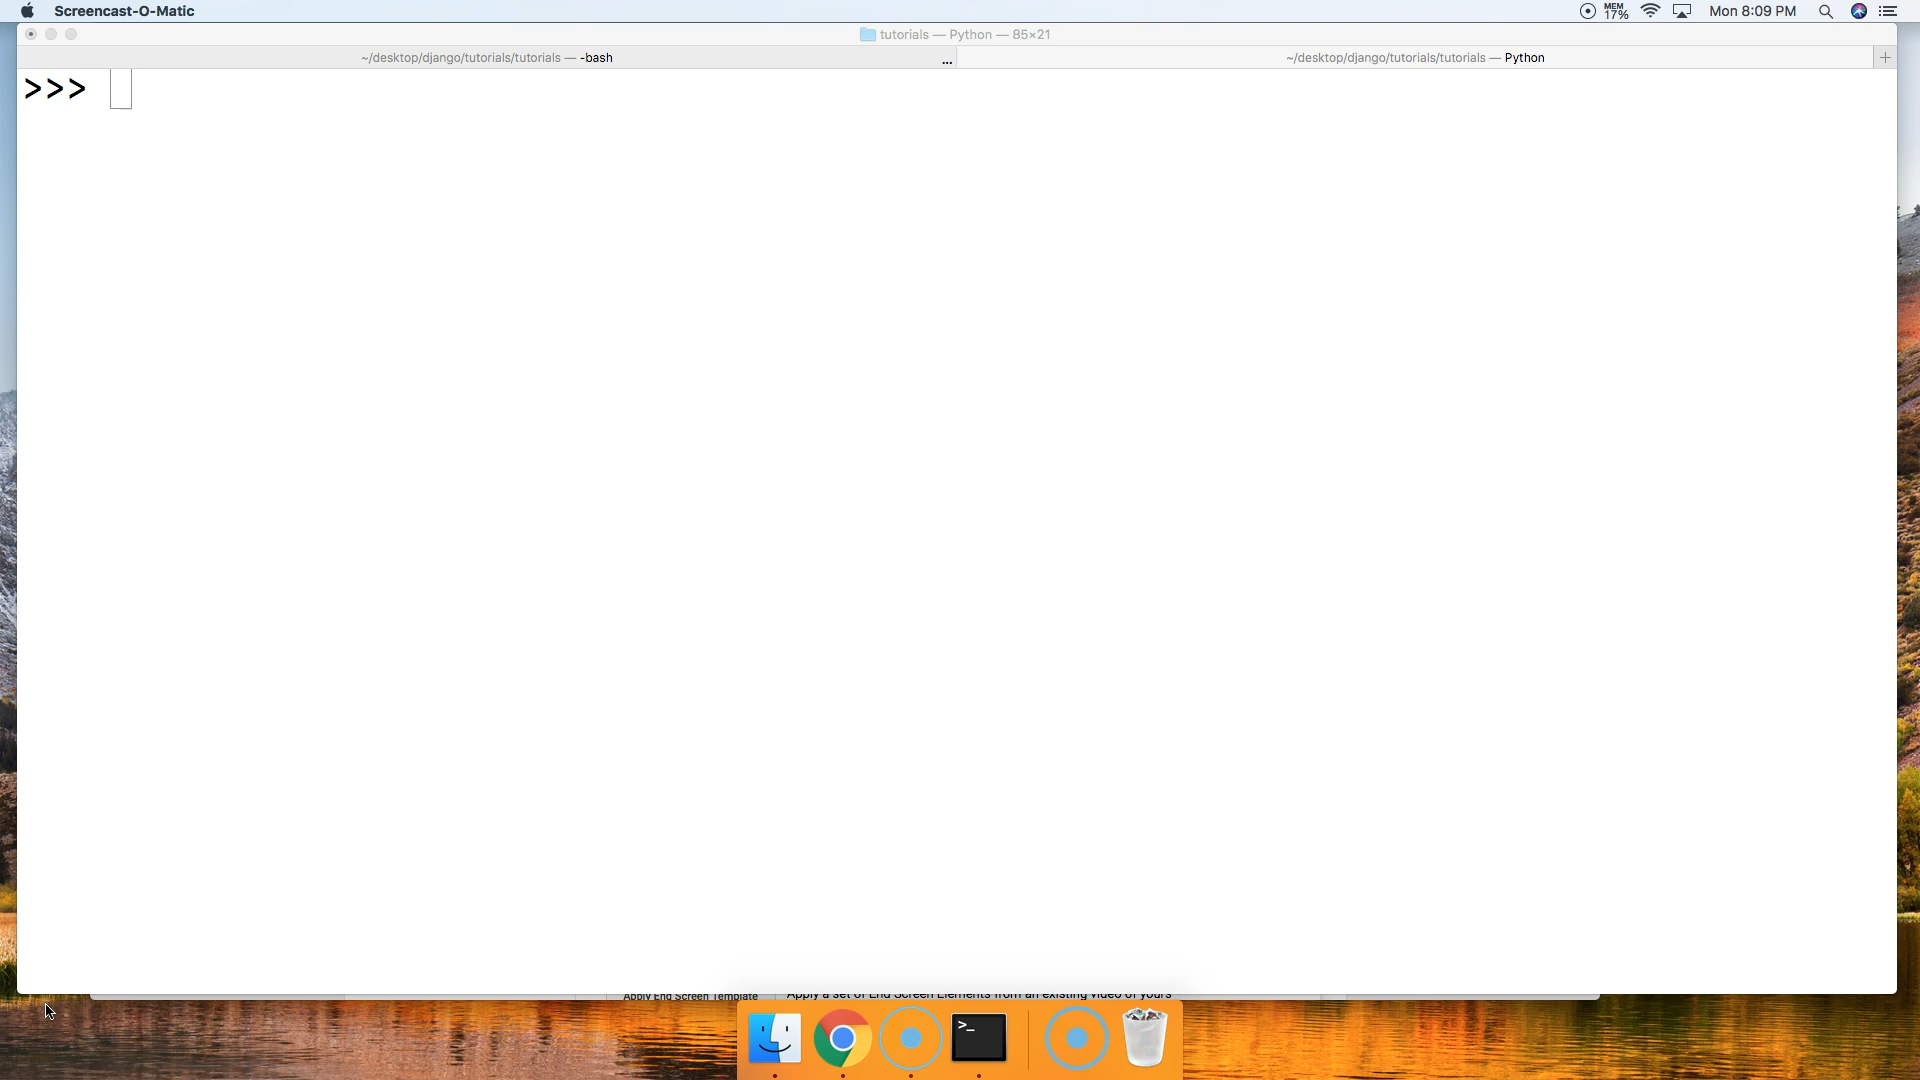 Screencast-O-Matic
MEM
17%
Mon 8:09 PM
tutorials — Python — 85×21
~/desktop/django/tutorials/tutorials — -bash
...
~/desktop/django/tutorials/tutorials — Python
+
>>>
Apply End Screen Template
Apply a set of End Screen Elements from an existing video of yours
>_